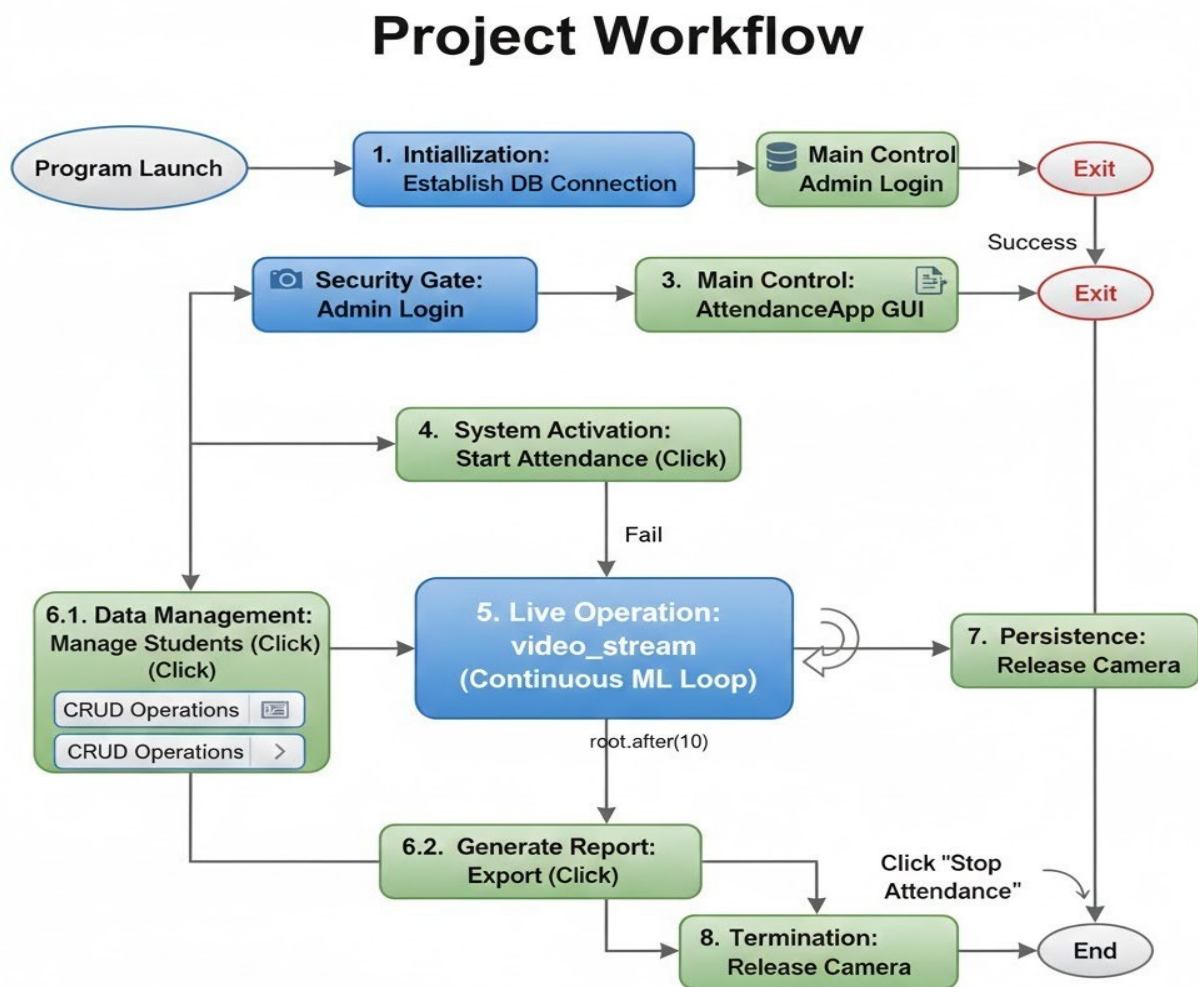 Project Workflow
Program Launch
1. Intiallization:
Establish DB Connection
Main Control
Admin Login
Exit
Success
Security Gate:
Admin Login
3. Main Control:
AttendanceApp GUI
Exit
4. System Activation:
Start Attendance (Click)
Fail
6.1. Data Management:
Manage Students (Click)
(Click)
CRUD Operations
CRUD Operations
5. Live Operation:
video_stream
(Continuous ML Loop)
7. Persistence:
Release Camera
root.after(10)
6.2. Generate Report:
Export (Click)
Click "Stop
Attendance"
8. Termination:
Release Camera
End